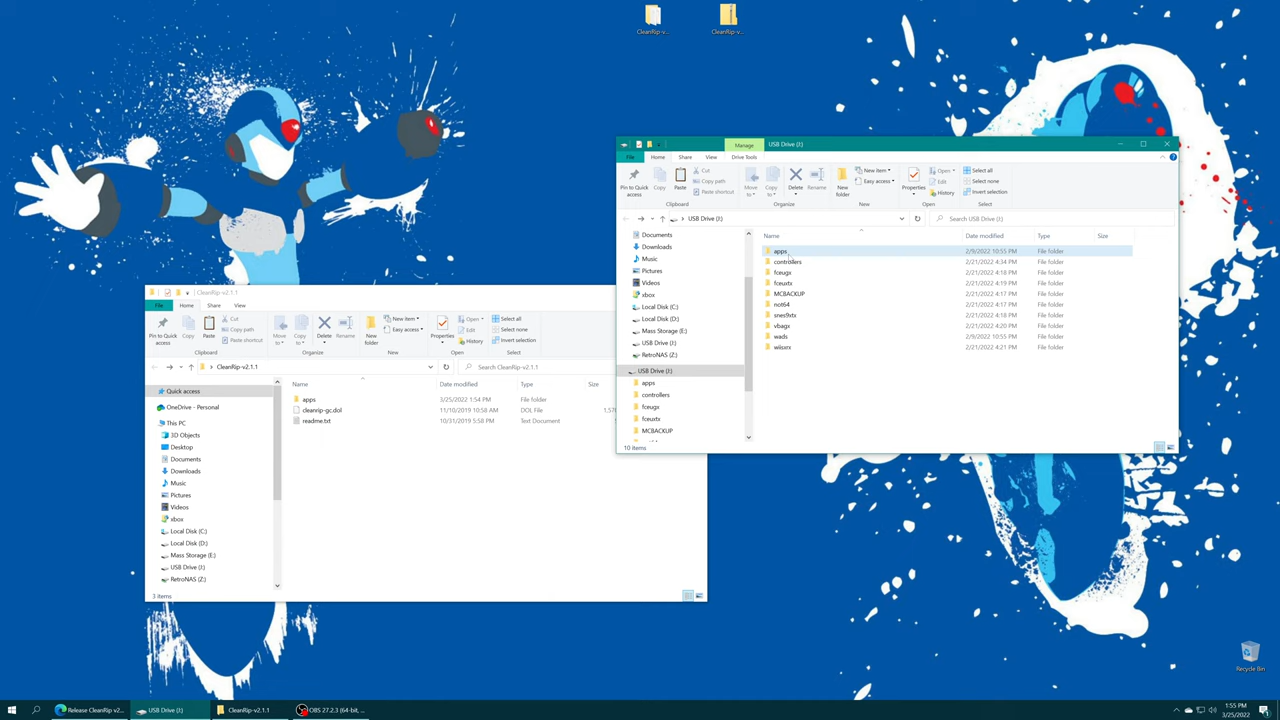 CleanRip-v...
CleanRip-v...
Manage
USB Drive (J:)
File
Home
Share
View
Drive Tools
Pin to Quick access
Copy
Paste
Cut
Copy path
Paste shortcut
Clipboard
Move to
Copy to
Delete
Rename
Organize
New folder
New item
Easy access
New
Properties
Open
Edit
History
Open
Select all
Select none
Invert selection
Select
USB Drive (J:)
Search USB Drive (J:)
Documents
Downloads
Music
Pictures
Videos
xbox
Local Disk (C:)
Local Disk (D:)
Mass Storage (E:)
USB Drive (J:)
RetroNAS (Z:)
USB Drive (J:)
apps
controllers
fceugx
fceuxtx
MCBACKUP
Name Date modified Type Size
apps 2/9/2022 10:55 PM File folder
controllers 2/21/2022 4:34 PM File folder
fceugx 2/21/2022 4:18 PM File folder
fceuxtx 2/21/2022 4:19 PM File folder
MCBACKUP 2/21/2022 4:17 PM File folder
not64 2/21/2022 4:18 PM File folder
snes9xtx 2/21/2022 4:18 PM File folder
vbagx 2/21/2022 4:20 PM File folder
wads 2/9/2022 10:55 PM File folder
wiisxrx 2/21/2022 4:21 PM File folder
10 items
CleanRip-v2.1.1
File
Home
Share
View
Pin to Quick access
Copy
Paste
Cut
Copy path
Paste shortcut
Clipboard
Move to
Copy to
Delete
Rename
Organize
New folder
New item
Easy access
New
Properties
Open
Edit
History
Open
Select all
Select none
Invert selection
Select
CleanRip-v2.1.1
Search CleanRip-v2.1.1
Quick access
OneDrive - Personal
This PC
3D Objects
Desktop
Documents
Downloads
Music
Pictures
Videos
xbox
Local Disk (C:)
Local Disk (D:)
Mass Storage (E:)
USB Drive (J:)
RetroNAS (Z:)
Name Date modified Type Size
apps 3/25/2022 1:54 PM File folder
cleanrip-gc.dol 11/10/2019 10:58 AM DOL File
readme.txt 10/31/2019 5:58 PM Text Document
3 items
Recycle Bin
Release CleanRip v2...
USB Drive (J:)
CleanRip-v2.1.1
OBS 27.2.3 (64-bit, ...
1:55 PM
3/25/2022